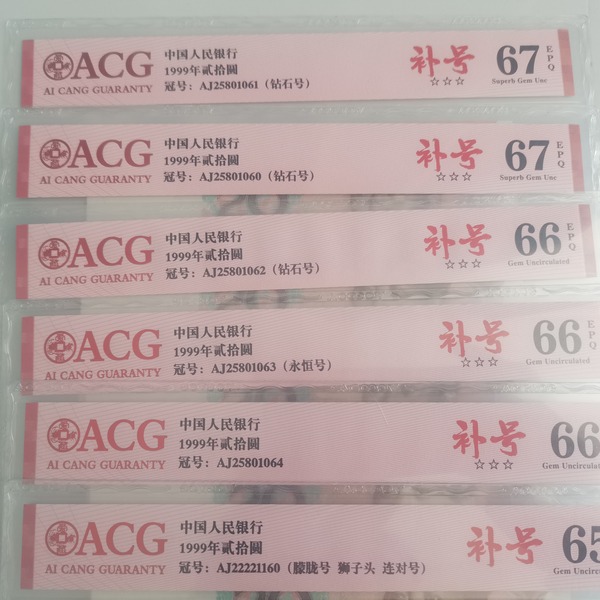 ACG
AI CANG GUARANTY
中国人民银行
1999年贰拾圆
冠号：AJ25801061（钻石号）
补号
☆☆☆
67 EPQ
Superb Gem Unc
ACG
AI CANG GUARANTY
中国人民银行
1999年贰拾圆
冠号：AJ25801060（钻石号）
补号
☆☆☆
67 EPQ
Superb Gem Unc
ACG
AI CANG GUARANTY
中国人民银行
1999年贰拾圆
冠号：AJ25801062（钻石号）
补号
☆☆☆
66 EPQ
Gem Uncirculated
ACG
AI CANG GUARANTY
中国人民银行
1999年贰拾圆
冠号：AJ25801063（永恒号）
补号
☆☆☆
66 EPQ
Gem Uncirculated
ACG
AI CANG GUARANTY
中国人民银行
1999年贰拾圆
冠号：AJ25801064
补号
☆☆☆
66
Gem Uncirculat
ACG
AI CANG GUARANTY
中国人民银行
1999年贰拾圆
冠号：AJ22221160（朦胧号 狮子头 连对号）
补号
65
Gem Uncirc